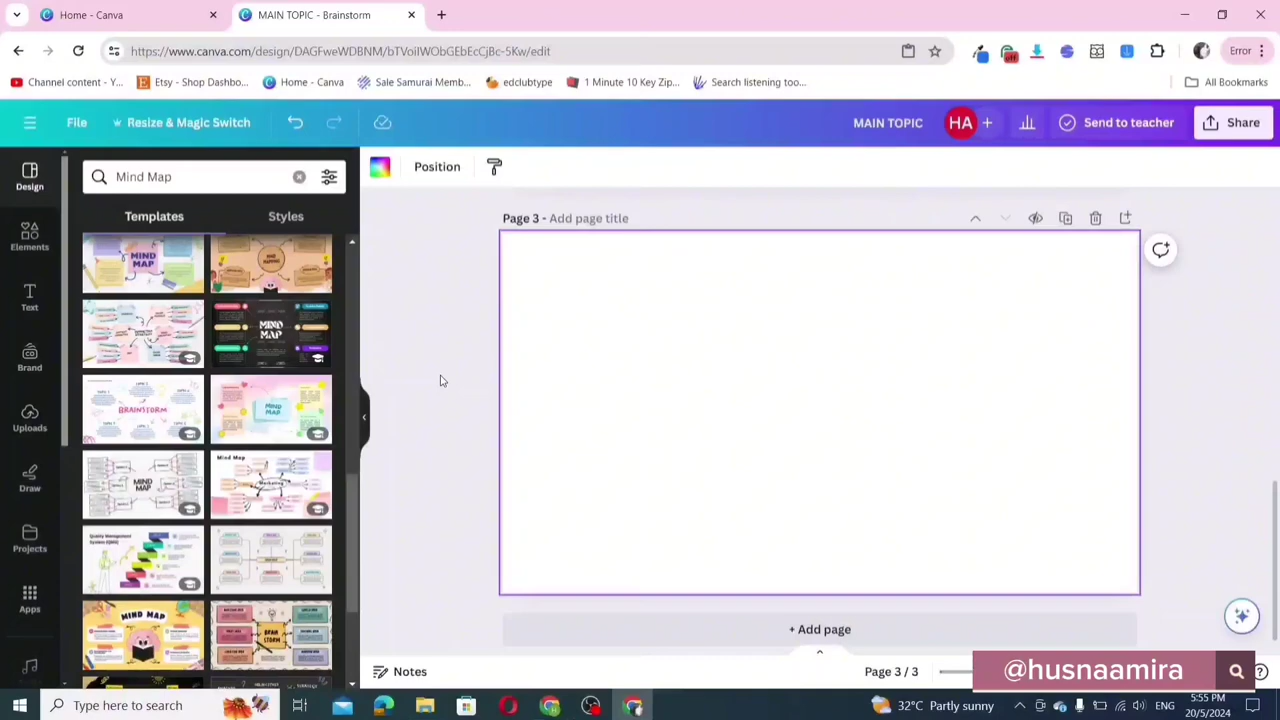 Home - Canva
MAIN TOPIC - Brainstorm
https://www.canva.com/design/DAGFweWDBNM/bTVoiIWObGEbEcCjBc-5Kw/edit
Error
Channel content - Y...
Etsy - Shop Dashbo...
Home - Canva
Sale Samurai Memb...
edclubtype
1 Minute 10 Key Zip...
Search listening too...
All Bookmarks
File
Resize & Magic Switch
MAIN TOPIC
HA
Send to teacher
Share
Design
Elements
Text
Brand
Uploads
Draw
Projects
Apps
Mind Map
Templates
Styles
MIND
MAP
MIND
MAP
BRAINSTORM
MIND
MAP
MIND
MAP
Mind Map
Marketing
Quality Management
MIND MAP
BRAIN
STORM
Position
Page 3 - Add page title
+ Add page
Notes
Page 3 / 3
@husnaamira
Type here to search
32°C Partly sunny
ENG
5:55 PM
20/5/2024